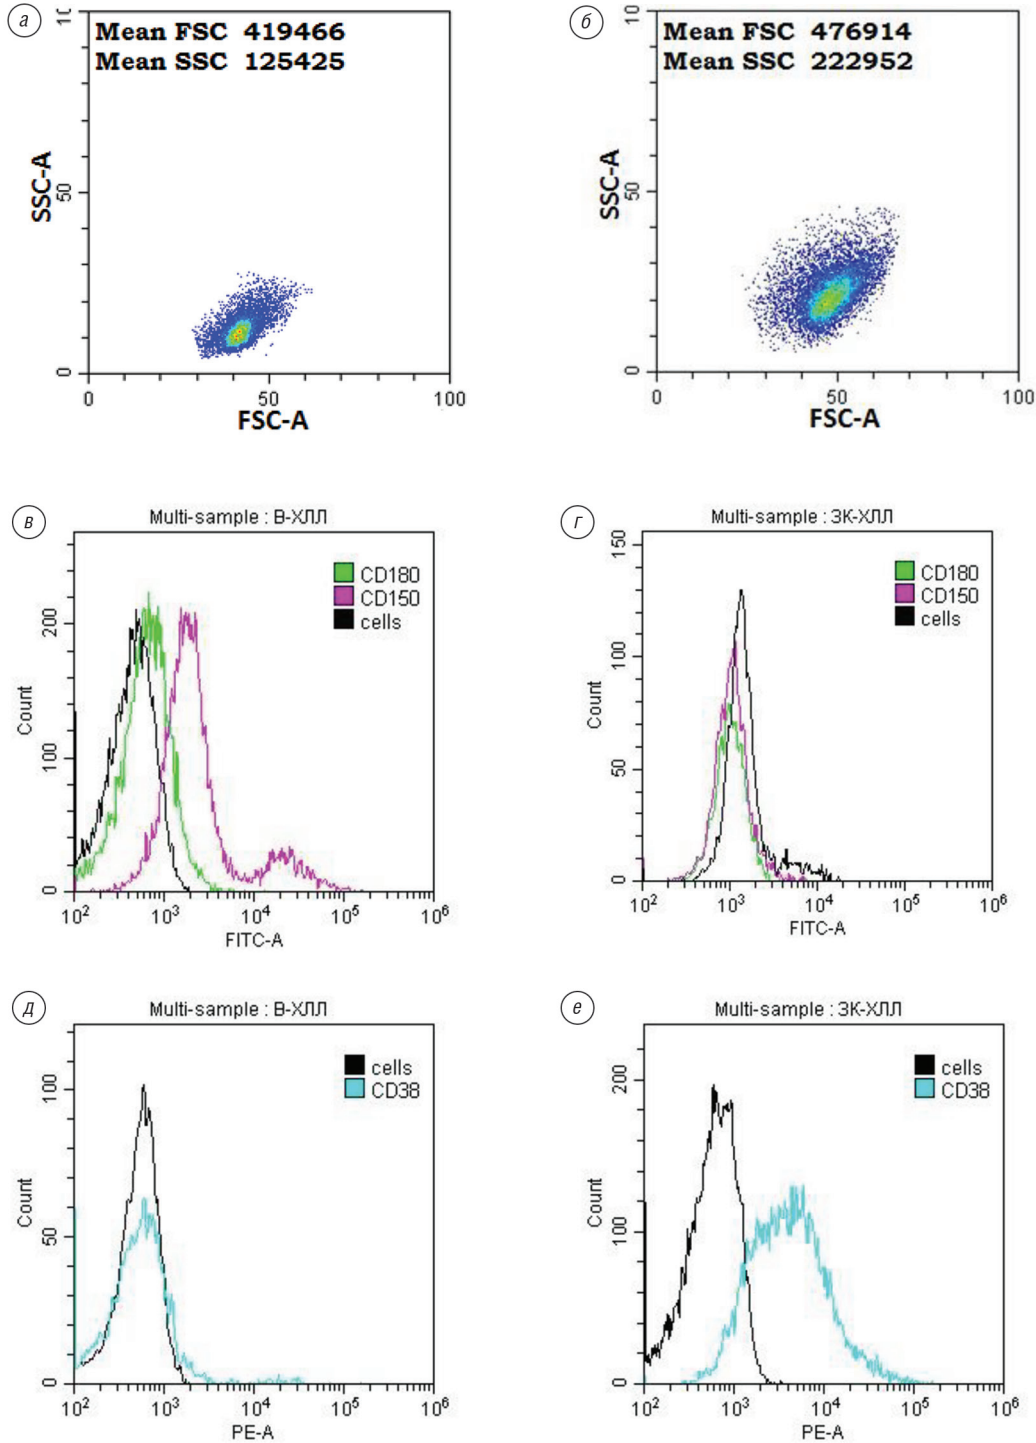 а
Mean FSC 419466
Mean SSC 125425
10
50
0
SSC-A
0 50 100
FSC-A
б
Mean FSC 476914
Mean SSC 222952
10
50
0
SSC-A
0 50 100
FSC-A
в
Multi-sample : В-ХЛЛ
CD180
CD150
cells
200
100
0
Count
10² 10³ 10⁴ 10⁵ 10⁶
FITC-A
г
Multi-sample : ЗК-ХЛЛ
CD180
CD150
cells
150
100
50
0
Count
10² 10³ 10⁴ 10⁵ 10⁶
FITC-A
д
Multi-sample : В-ХЛЛ
cells
CD38
100
50
0
Count
10² 10³ 10⁴ 10⁵ 10⁶
PE-A
е
Multi-sample : ЗК-ХЛЛ
cells
CD38
200
100
0
Count
10² 10³ 10⁴ 10⁵ 10⁶
PE-A